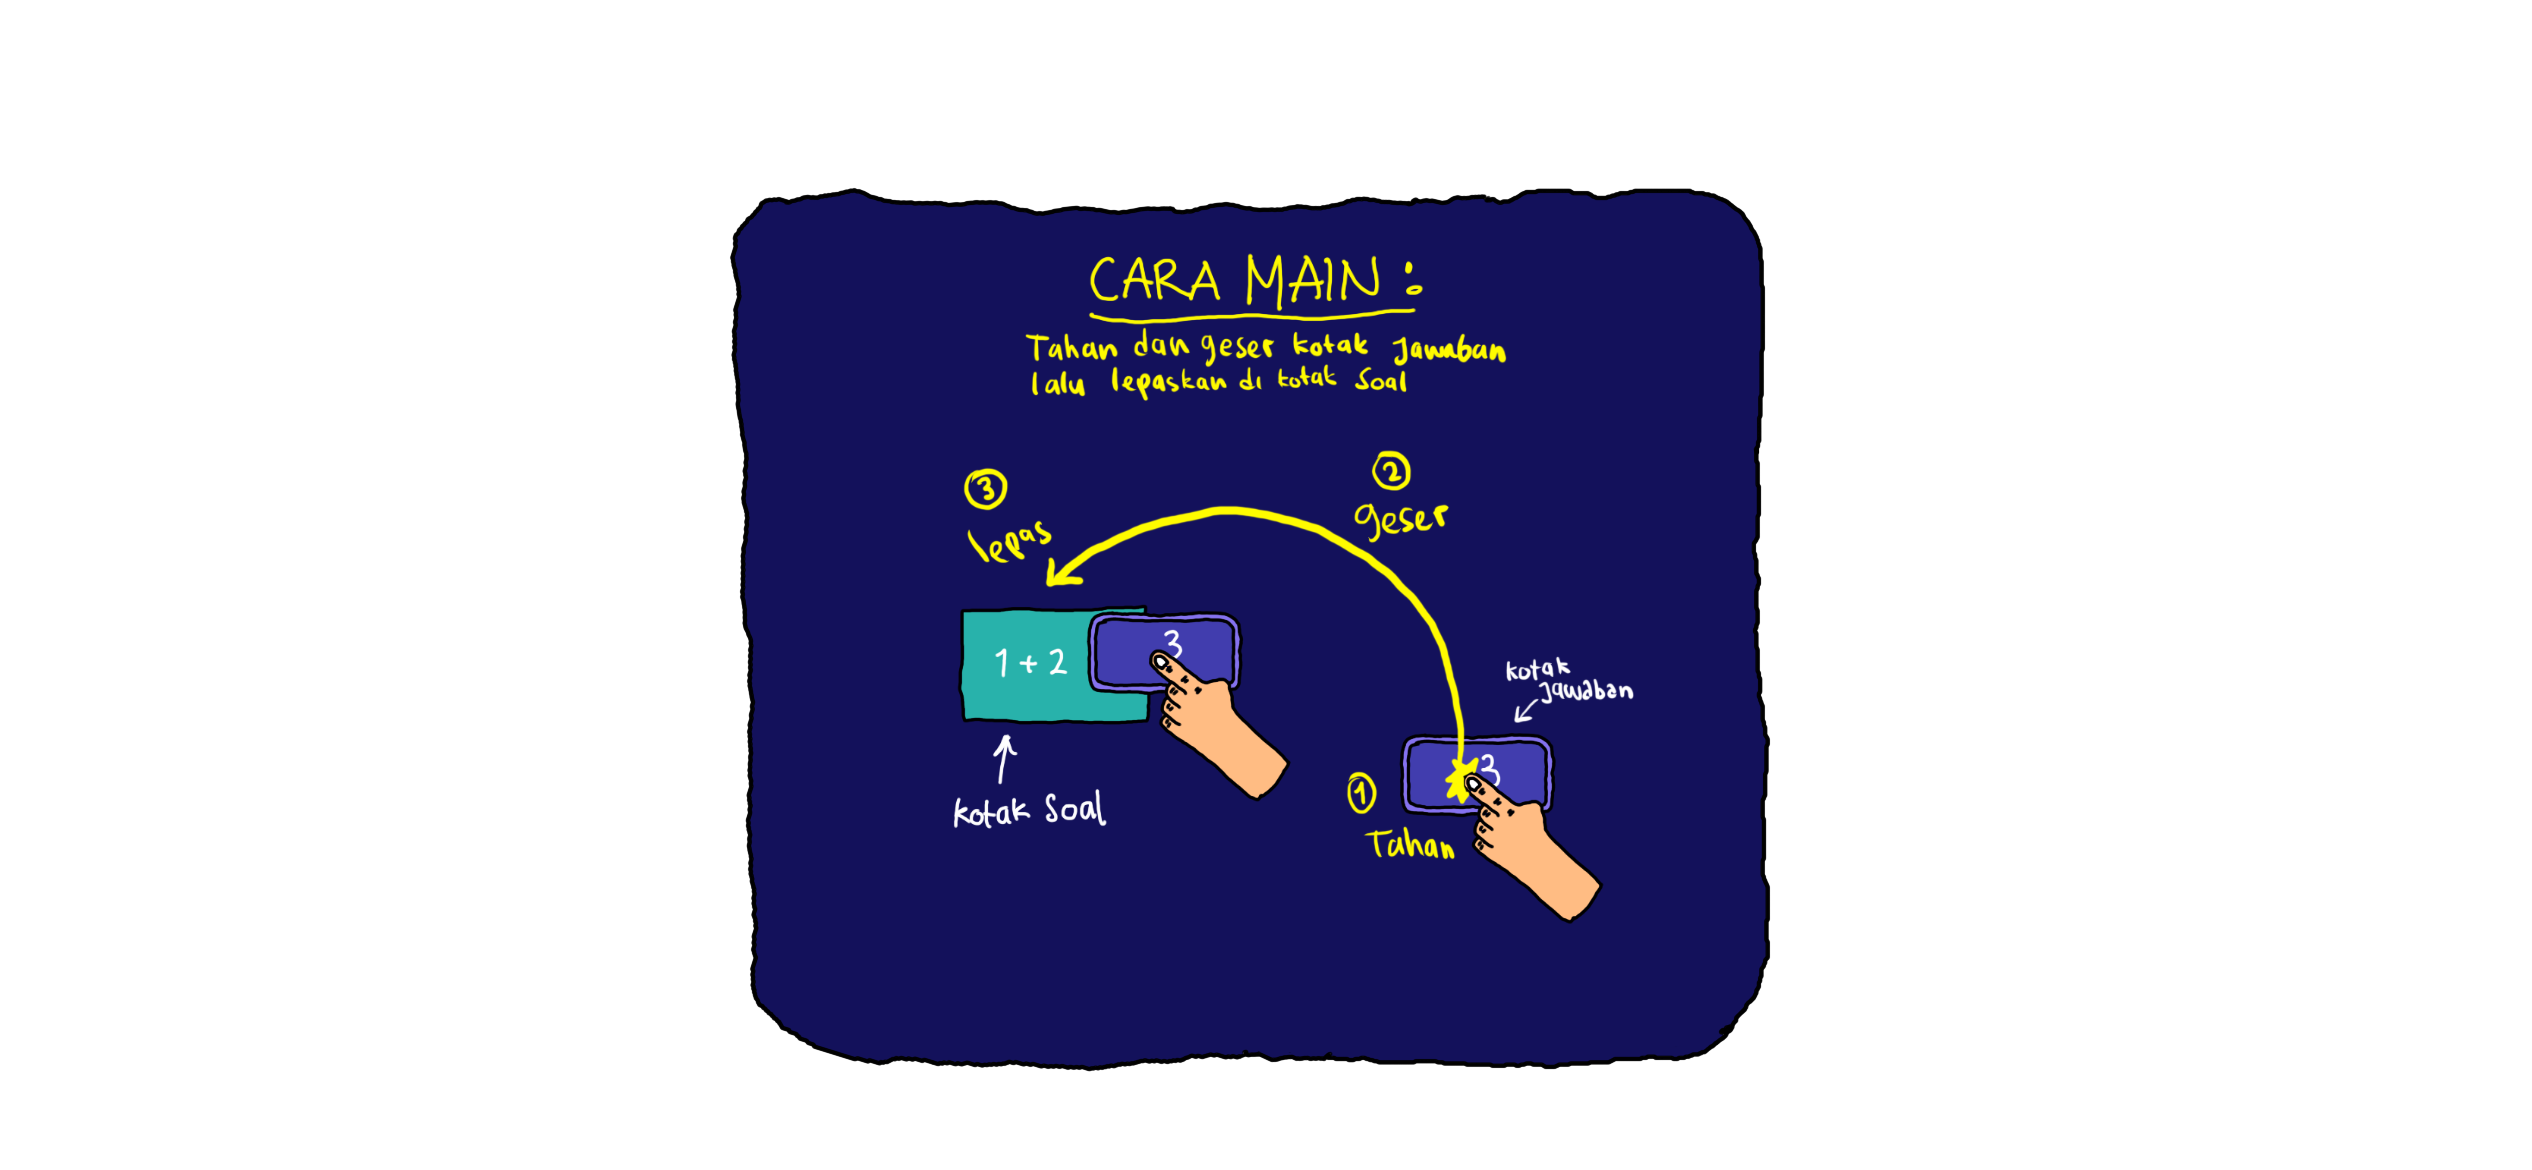 CARA MAIN :
Tahan dan geser kotak jawaban
lalu lepaskan di kotak soal
3
lepas
2
geser
1 + 2
3
kotak
jawaban
kotak soal
3
1
Tahan